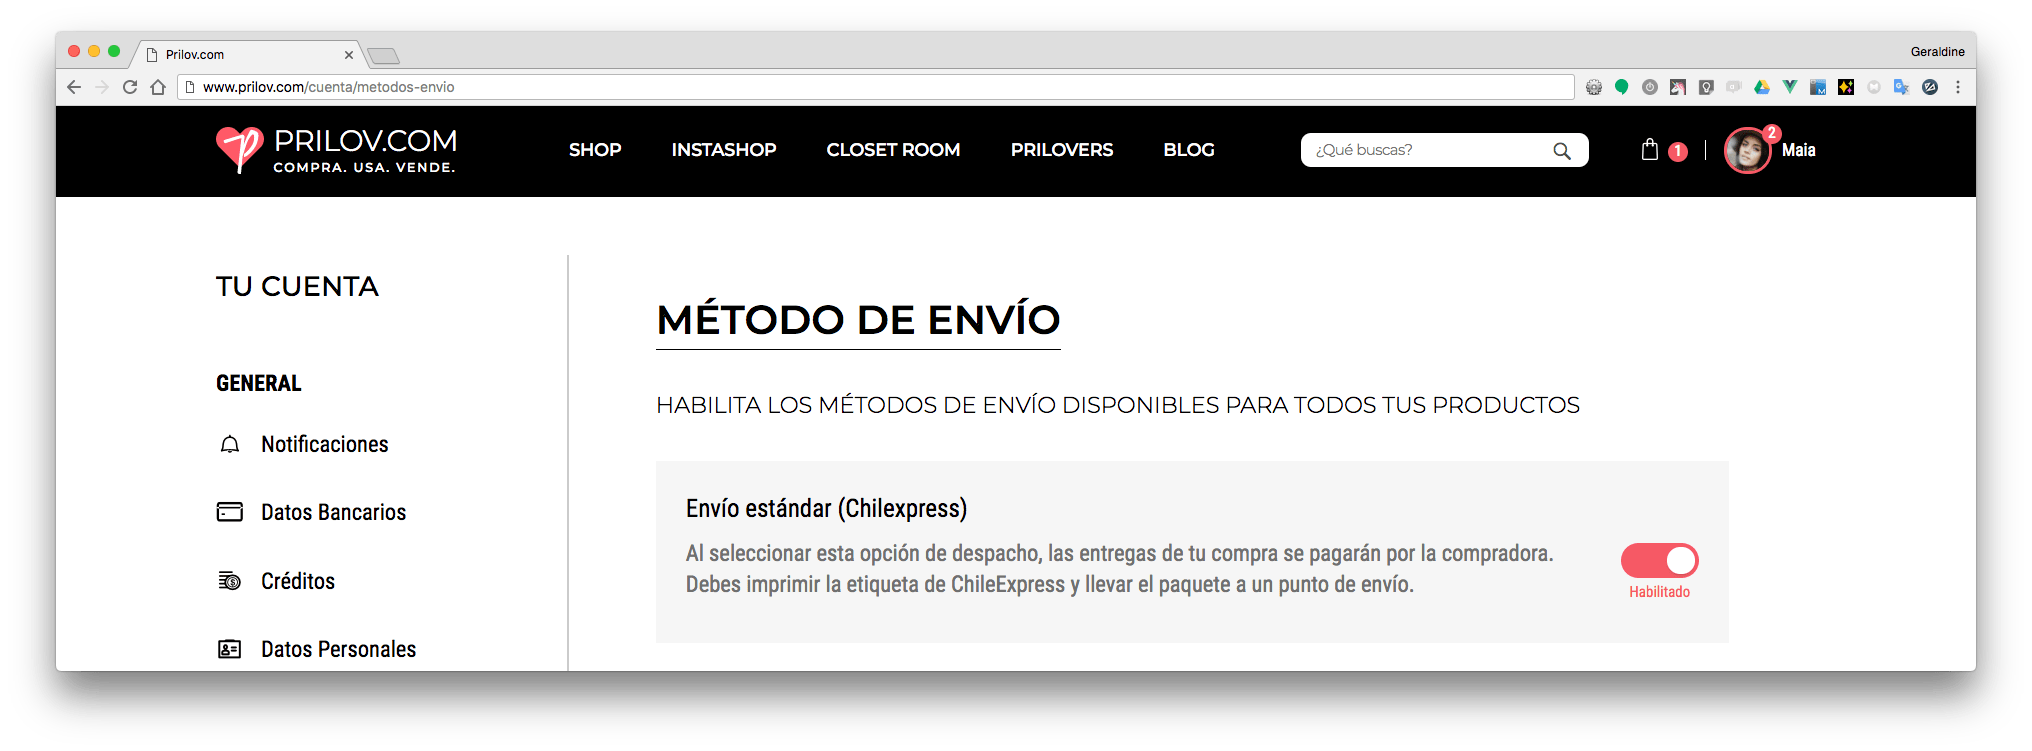 Prilov.com
Geraldine
www.prilov.com/cuenta/metodos-envio
PRILOV.COM
COMPRA. USA. VENDE.
SHOP
INSTASHOP
CLOSET ROOM
PRILOVERS
BLOG
¿Qué buscas?
1
2
Maia
TU CUENTA
GENERAL
Notificaciones
Datos Bancarios
Créditos
Datos Personales
MÉTODO DE ENVÍO
HABILITA LOS MÉTODOS DE ENVÍO DISPONIBLES PARA TODOS TUS PRODUCTOS
Envío estándar (Chilexpress)
Al seleccionar esta opción de despacho, las entregas de tu compra se pagarán por la compradora.
Debes imprimir la etiqueta de ChileExpress y llevar el paquete a un punto de envío.
Habilitado